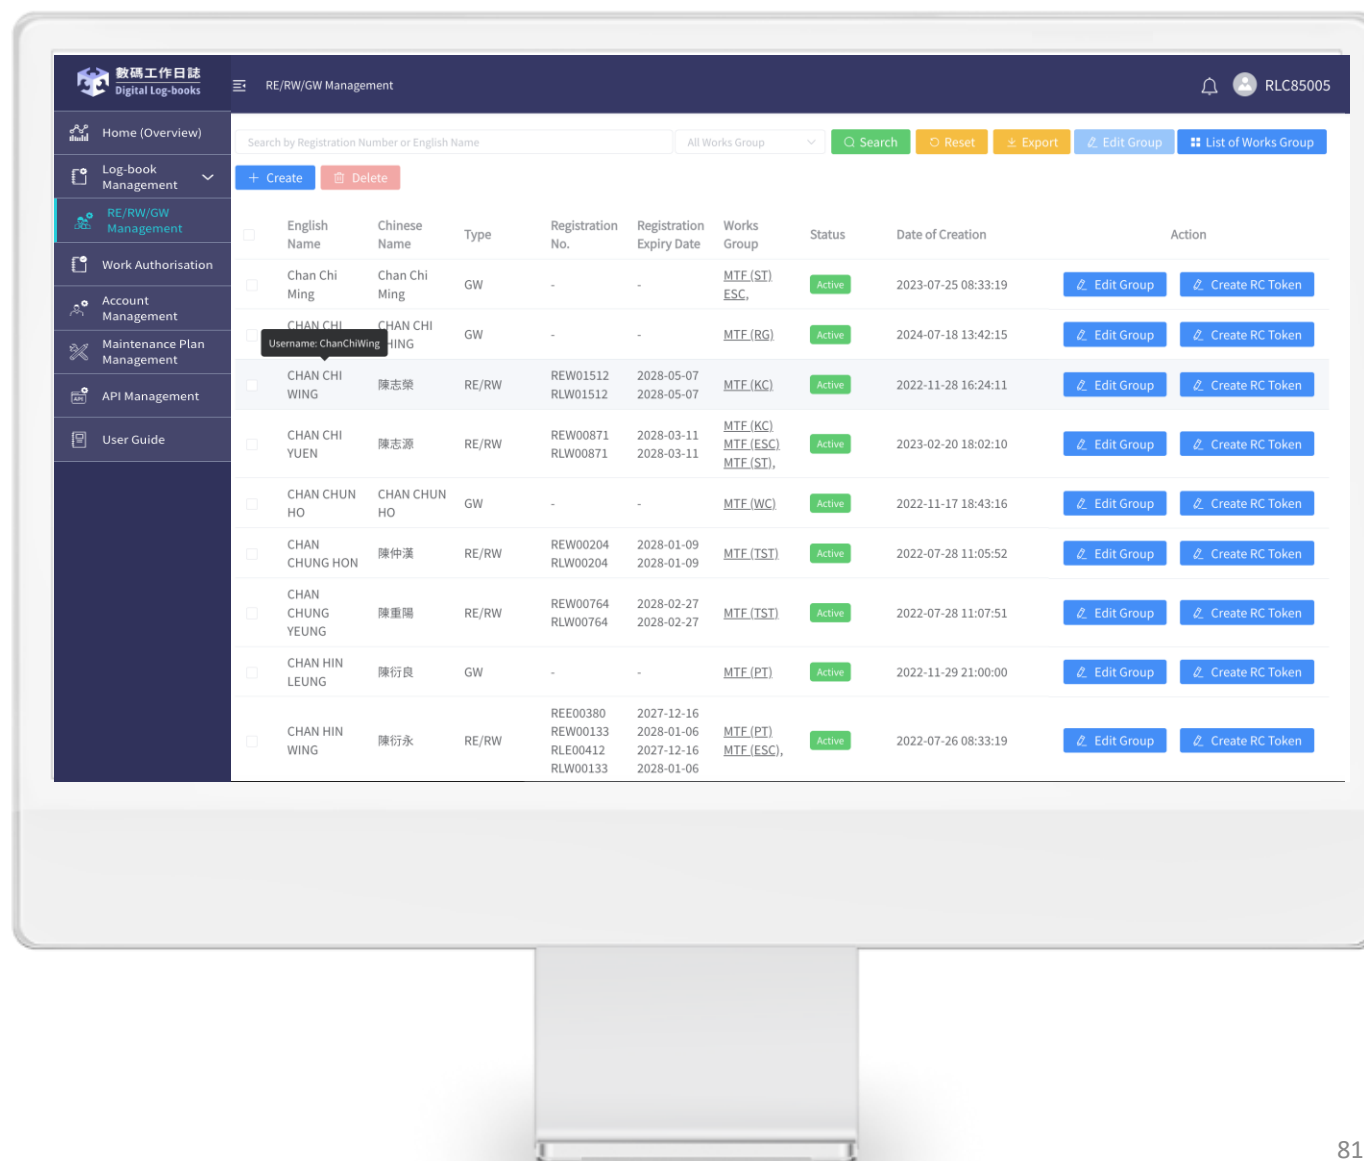 數碼工作日誌
Digital Log-books
RE/RW/GW Management
RLC85005
Home (Overview)
Log-book
Management
RE/RW/GW
Management
Work Authorisation
Account
Management
Maintenance Plan
Management
API Management
User Guide
Search by Registration Number or English Name
All Works Group
Search
Reset
Export
Edit Group
List of Works Group
+ Create
Delete
English Name Chinese Name Type Registration No. Registration Expiry Date Works Group Status Date of Creation Action
Chan Chi Ming Chan Chi Ming GW - - MTF (ST) ESC, Active 2023-07-25 08:33:19 Edit Group Create RC Token
CHAN CHI CHAN CHI HING GW - - MTF (RG) Active 2024-07-18 13:42:15 Edit Group Create RC Token
Username: ChanChiWing
CHAN CHI WING 陳志榮 RE/RW REW01512 RLW01512 2028-05-07 2028-05-07 MTF (KC) Active 2022-11-28 16:24:11 Edit Group Create RC Token
CHAN CHI YUEN 陳志源 RE/RW REW00871 RLW00871 2028-03-11 2028-03-11 MTF (KC) MTF (ESC) MTF (ST), Active 2023-02-20 18:02:10 Edit Group Create RC Token
CHAN CHUN HO CHAN CHUN HO GW - - MTF (WC) Active 2022-11-17 18:43:16 Edit Group Create RC Token
CHAN CHUNG HON 陳仲漢 RE/RW REW00204 RLW00204 2028-01-09 2028-01-09 MTF (TST) Active 2022-07-28 11:05:52 Edit Group Create RC Token
CHAN CHUNG YEUNG 陳重陽 RE/RW REW00764 RLW00764 2028-02-27 2028-02-27 MTF (TST) Active 2022-07-28 11:07:51 Edit Group Create RC Token
CHAN HIN LEUNG 陳衍良 GW - - MTF (PT) Active 2022-11-29 21:00:00 Edit Group Create RC Token
CHAN HIN WING 陳衍永 RE/RW REE00380 REW00133 RLE00412 RLW00133 2027-12-16 2028-01-06 2027-12-16 2028-01-06 MTF (PT) MTF (ESC), Active 2022-07-26 08:33:19 Edit Group Create RC Token
81